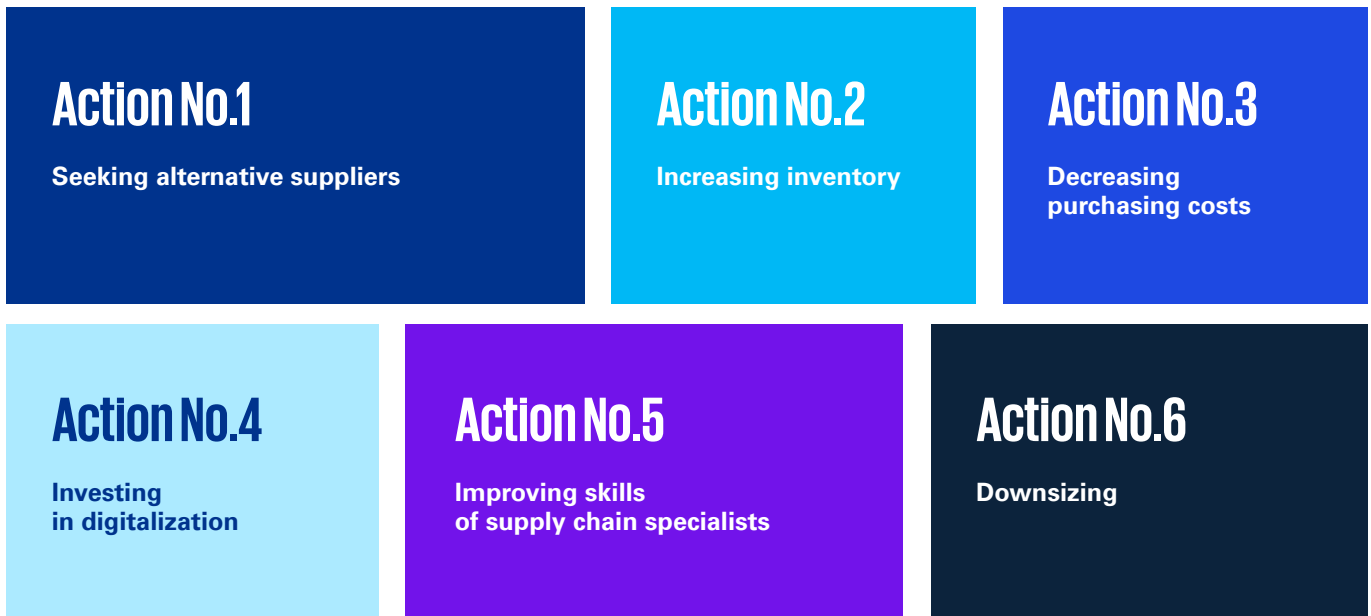 Action No.1
Seeking alternative suppliers
Action No.2
Increasing inventory
Action No.3
Decreasing
purchasing costs
Action No.4
Investing
in digitalization
Action No.5
Improving skills
of supply chain specialists
Action No.6
Downsizing